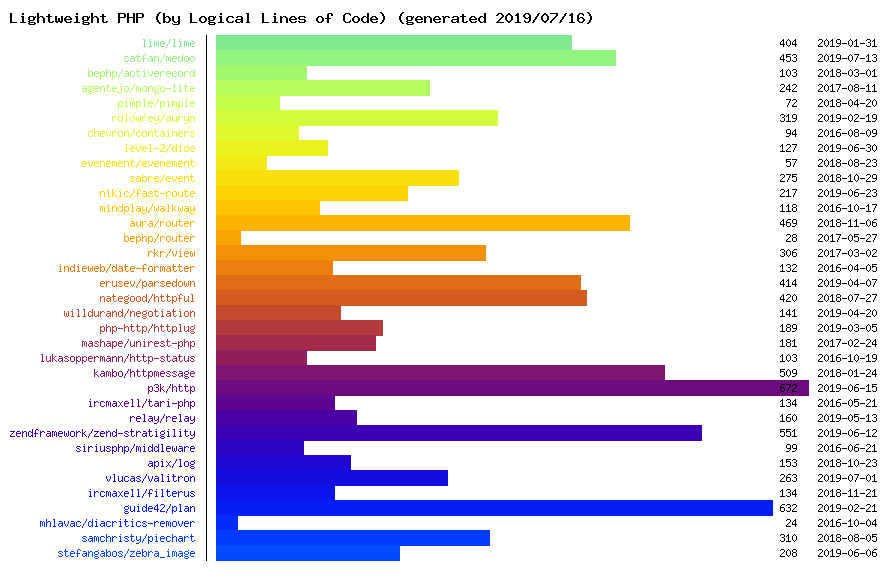 Lightweight PHP (by Logical Lines of Code) (generated 2019/07/16)
lime/lime 404 2019-01-31
catfan/medoo 453 2019-07-13
bephp/activerecord 103 2018-03-01
agentejo/mongo-lite 242 2017-08-11
pimple/pimple 72 2018-04-20
rdlowrey/auryn 319 2019-02-19
chevron/containers 94 2016-08-09
level-2/dice 127 2019-06-30
evenement/evenement 57 2018-08-23
sabre/event 275 2018-10-29
nikic/fast-route 217 2019-06-23
mindplay/walkway 118 2016-10-17
aura/router 469 2018-11-06
bephp/router 28 2017-05-27
rkr/view 306 2017-03-02
indieweb/date-formatter 132 2016-04-05
erusev/parsedown 414 2019-04-07
nategood/httpful 420 2018-07-27
willdurand/negotiation 141 2019-04-20
php-http/httplug 189 2019-03-05
mashape/unirest-php 181 2017-02-24
lukasoppermann/http-status 103 2016-10-19
kambo/httpmessage 509 2018-01-24
p3k/http 672 2019-06-15
ircmaxell/tari-php 134 2016-05-21
relay/relay 160 2019-05-13
zendframework/zend-stratigility 551 2019-06-12
siriusphp/middleware 99 2016-06-21
apix/log 153 2018-10-23
vlucas/valitron 263 2019-07-01
ircmaxell/filterus 134 2018-11-21
guide42/plan 632 2019-02-21
mhlavac/diacritics-remover 24 2016-10-04
samchristy/piechart 310 2018-08-05
stefangabos/zebra_image 208 2019-06-06